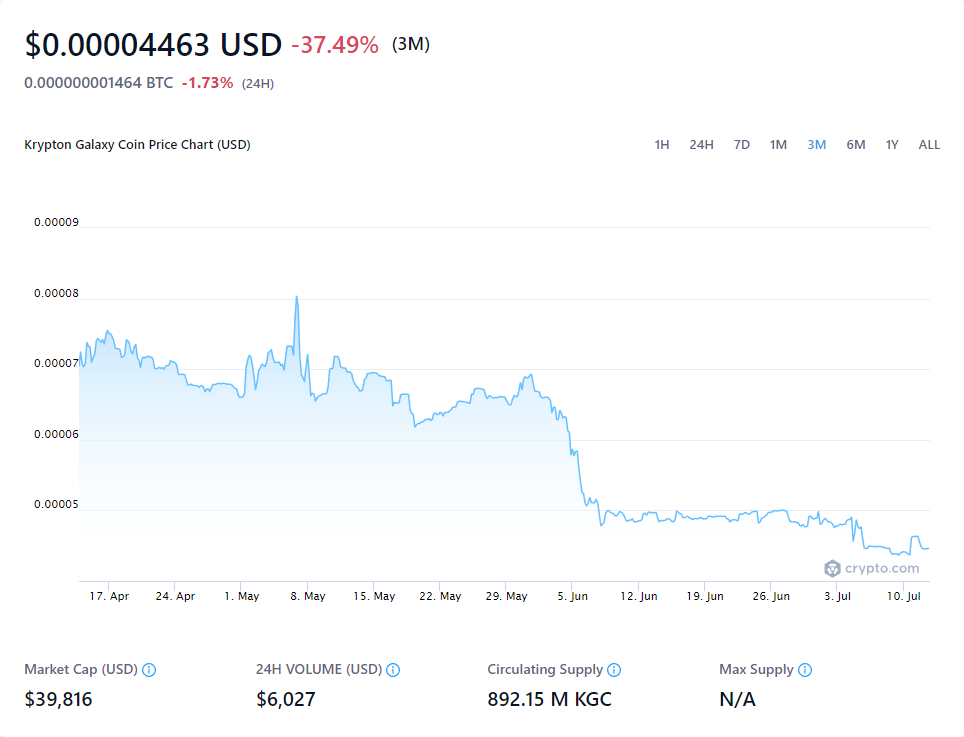 $0.00004463 USD -37.49% (3M)
0.000000001464 BTC -1.73% (24H)
Krypton Galaxy Coin Price Chart (USD)
1H 24H 7D 1M 3M 6M 1Y ALL
0.00009
0.00008
0.00007
0.00006
0.00005
crypto.com
17. Apr 24. Apr 1. May 8. May 15. May 22. May 29. May 5. Jun 12. Jun 19. Jun 26. Jun 3. Jul 10. Jul
Market Cap (USD) 24H VOLUME (USD) Circulating Supply Max Supply
$39,816 $6,027 892.15 M KGC N/A